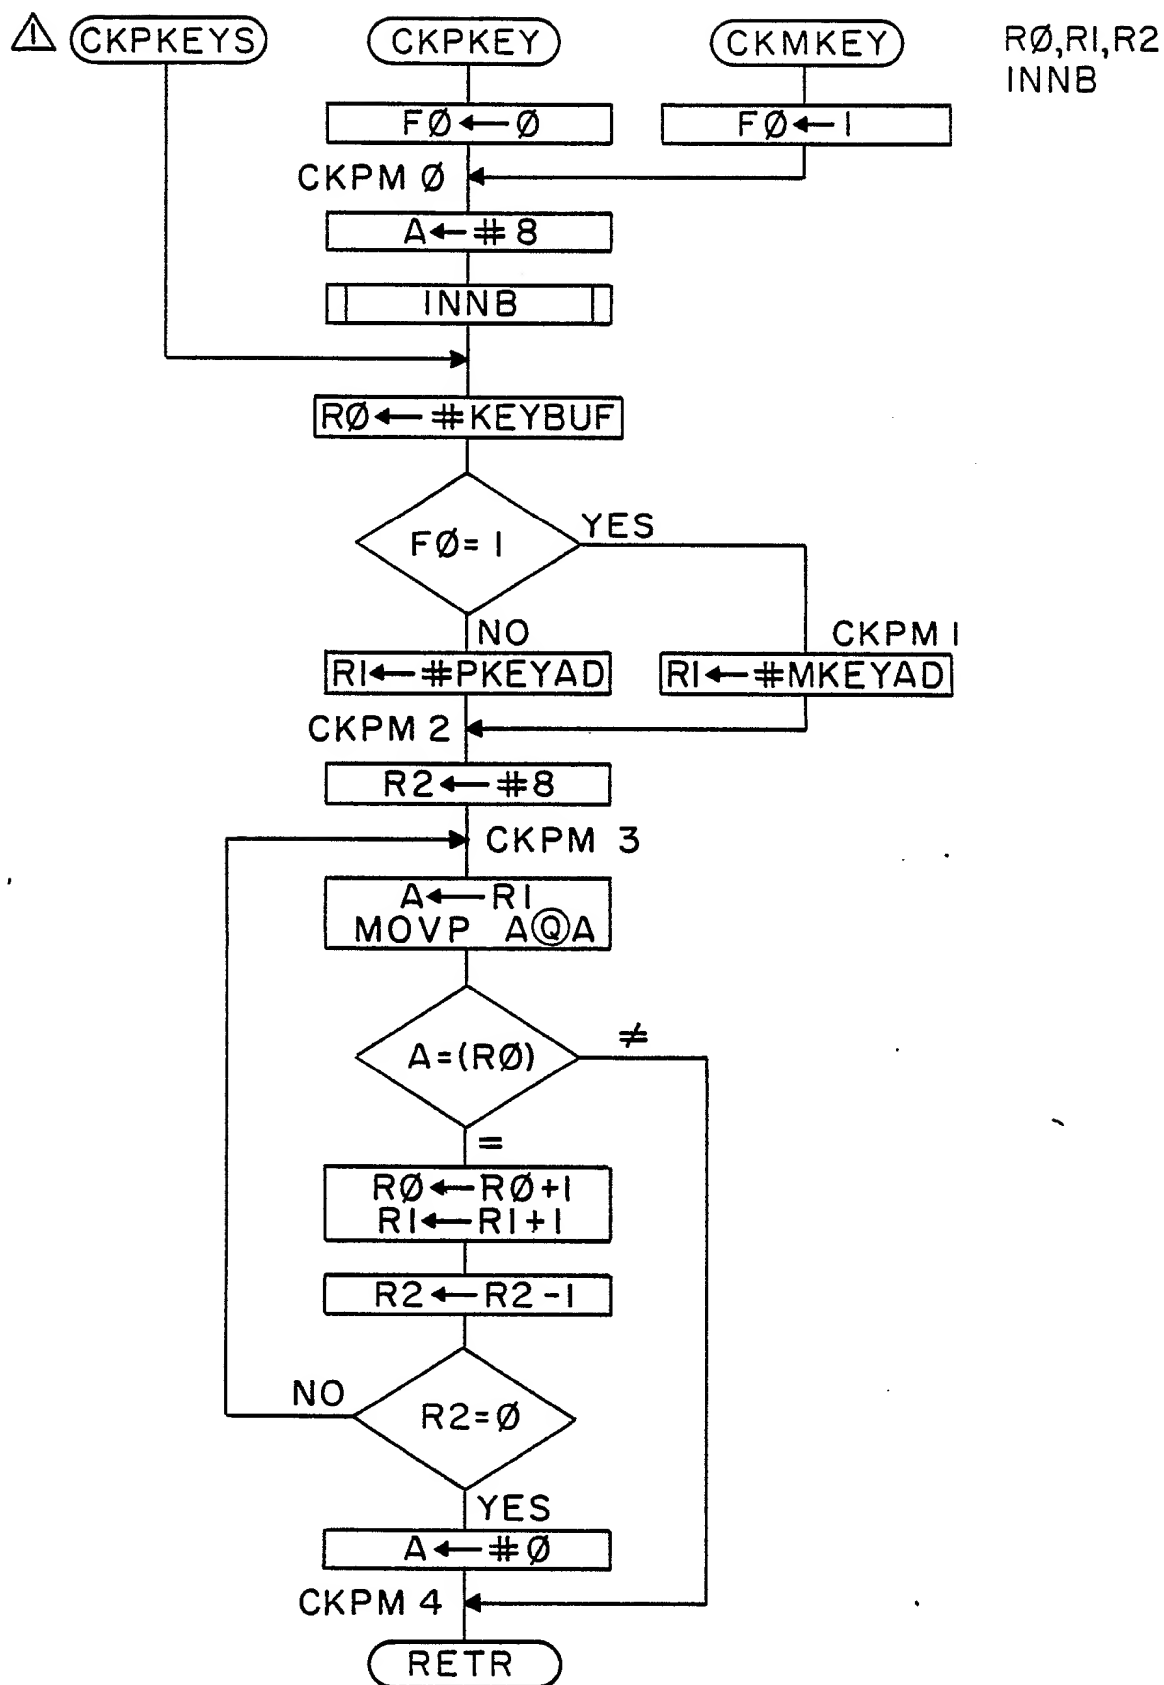 1 CKPKEYS CKPKEY CKMKEY RØ,R1,R2
INNB
FØ←Ø FØ←1
CKPM Ø
A←#8
INNB
RØ←#KEYBUF
FØ=1 YES
NO CKPM 1
R1←#PKEYAD R1←#MKEYAD
CKPM 2
R2←#8
CKPM 3
A←R1
MOVP AⓆA
A=(RØ) ≠
=
RØ←RØ+1
R1←R1+1
R2←R2-1
NO R2=Ø
YES
A←#Ø
CKPM 4
RETR